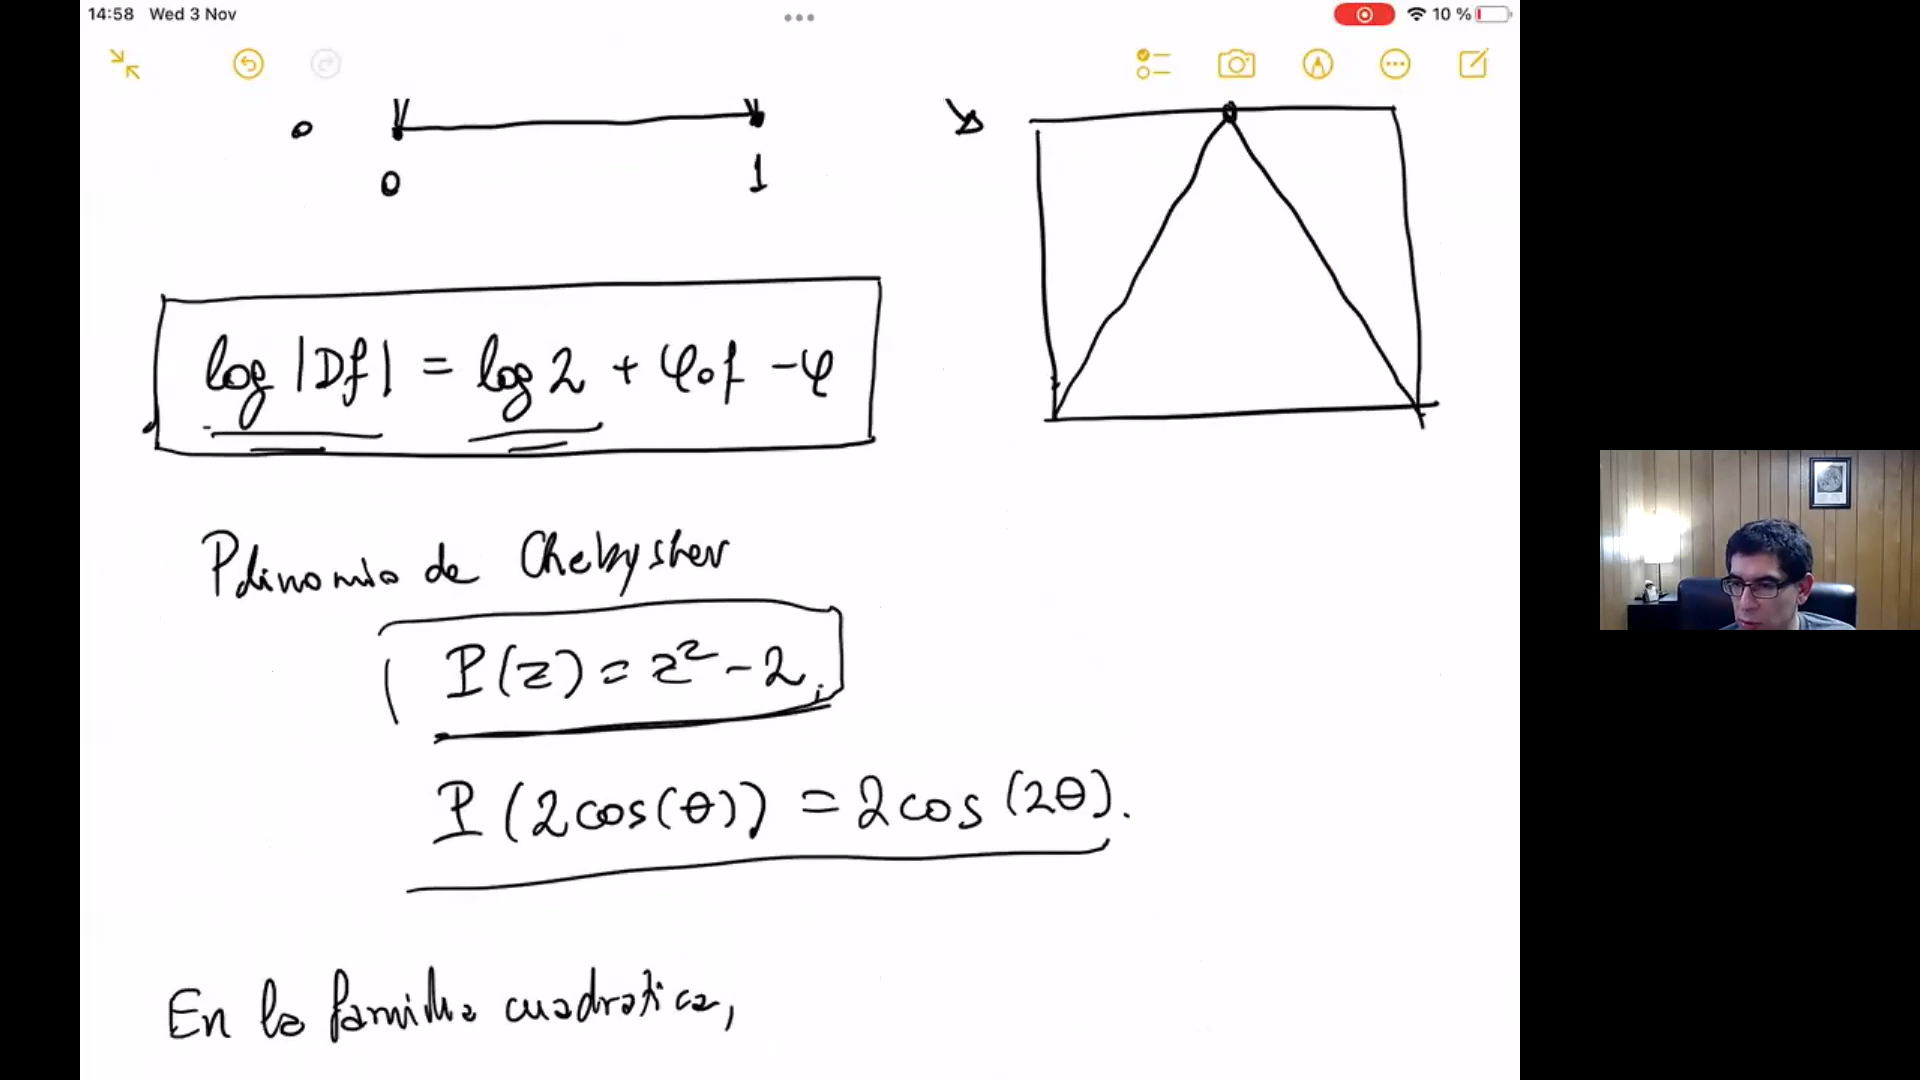 14:58 Wed 3 Nov
10 %
0
0 1
log |Df| = log 2 + φof - φ
Polinomio de Chebyshev
P(z) = z² - 2,
P(2cos(θ)) = 2cos(2θ).
En la familia cuadratica,